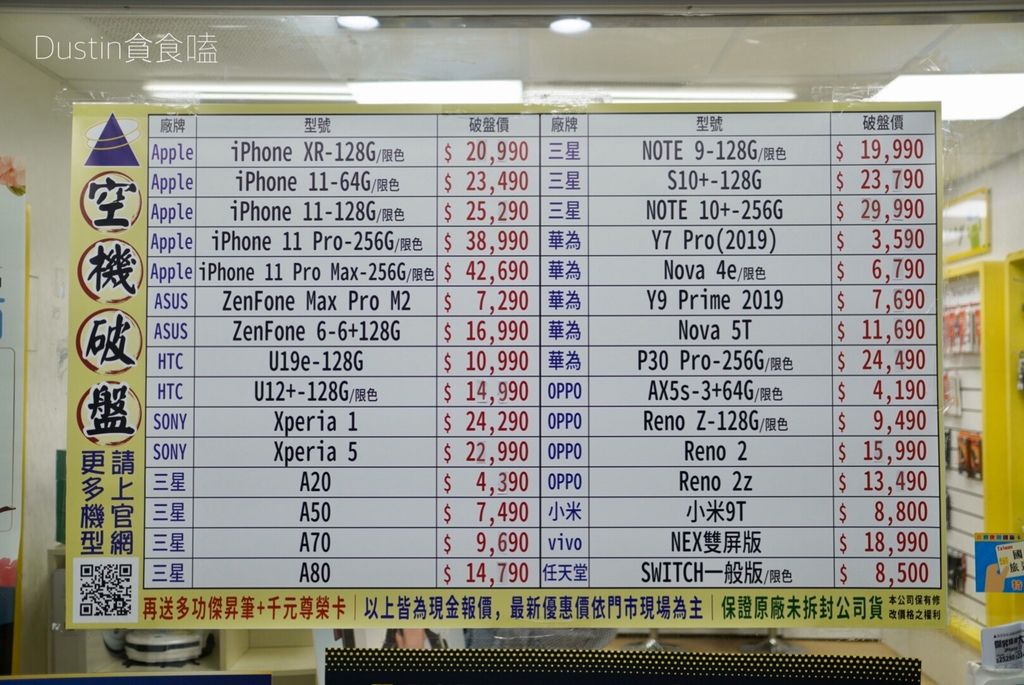 Dustin貪食嗑
空機破盤
請上官網
更多機型
廠牌 型號 破盤價 廠牌 型號 破盤價
Apple iPhone XR-128G/限色 $ 20,990 三星 NOTE 9-128G/限色 $ 19,990
Apple iPhone 11-64G/限色 $ 23,490 三星 S10+-128G $ 23,790
Apple iPhone 11-128G/限色 $ 25,290 三星 NOTE 10+-256G $ 29,990
Apple iPhone 11 Pro-256G/限色 $ 38,990 華為 Y7 Pro(2019) $ 3,590
Apple iPhone 11 Pro Max-256G/限色 $ 42,690 華為 Nova 4e/限色 $ 6,790
ASUS ZenFone Max Pro M2 $ 7,290 華為 Y9 Prime 2019 $ 7,690
ASUS ZenFone 6-6+128G $ 16,990 華為 Nova 5T $ 11,690
HTC U19e-128G $ 10,990 華為 P30 Pro-256G/限色 $ 24,490
HTC U12+-128G/限色 $ 14,990 OPPO AX5s-3+64G/限色 $ 4,190
SONY Xperia 1 $ 24,290 OPPO Reno Z-128G/限色 $ 9,490
SONY Xperia 5 $ 22,990 OPPO Reno 2 $ 15,990
三星 A20 $ 4,390 OPPO Reno 2z $ 13,490
三星 A50 $ 7,490 小米 小米9T $ 8,800
三星 A70 $ 9,690 vivo NEX雙屏版 $ 18,990
三星 A80 $ 14,790 任天堂 SWITCH一般版/限色 $ 8,500
再送多功傑昇筆+千元尊榮卡｜以上皆為現金報價，最新優惠價依門市現場為主｜保證原廠未拆封公司貨 本公司保有修
改價格之權利